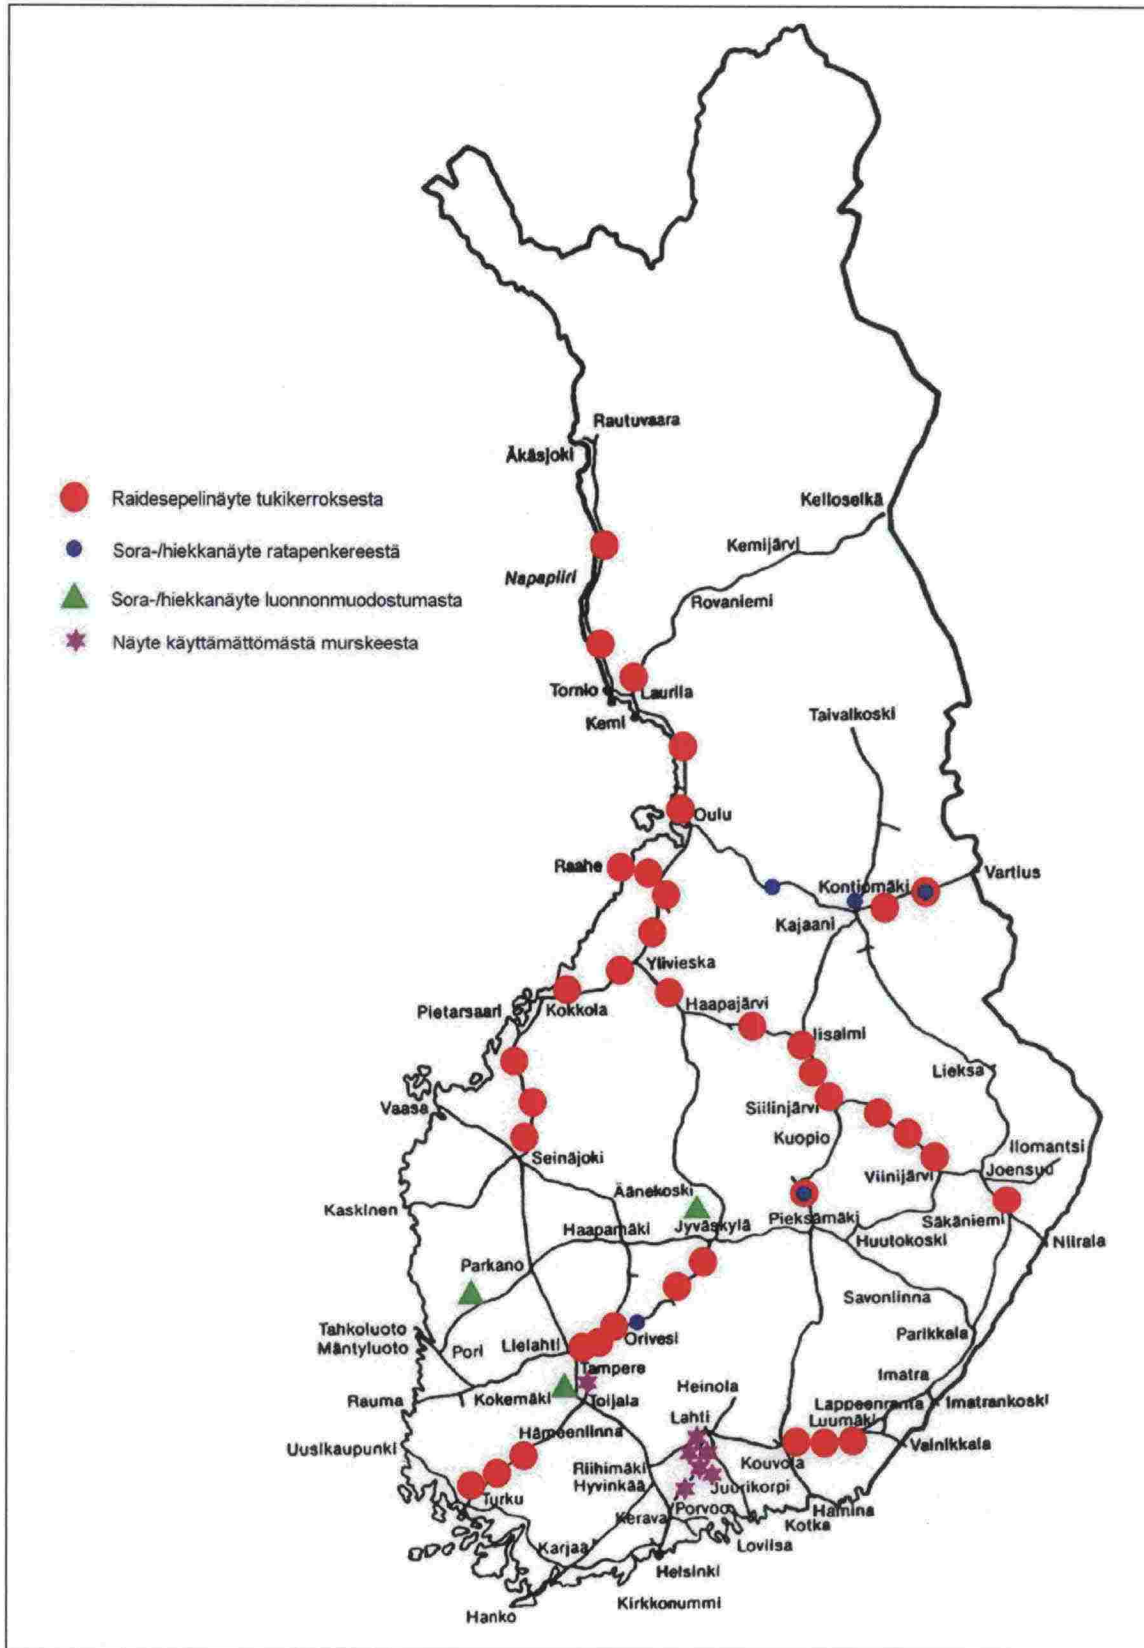 Rautuvaara
Äkäsjoki
Kelloselkä
Raidesepelinäyte tukikerroksesta
Sora-/hiekkanäyte ratapenkereestä
Kemijärvi
Napapiiri
Sora-/hiekkanäyte luonnonmuodostumasta
Rovaniemi
Näyte käyttämättömästä murskeesta
Tornio
Laurila
Kemi
Taivalkoski
Oulu
Raahe
Kontiomäki
Vartius
Kajaani
Ylivieska
Pietarsaari
Kokkola
Haapajärvi
Iisalmi
Lieksa
Vaasa
Siilinjärvi
Kuopio
Ilomantsi
Seinäjoki
Viinijärvi
Joensuu
Äänekoski
Kaskinen
Haapamäki
Jyväskylä
Pieksämäki
Säkäniemi
Huutokoski
Niirala
Parkano
Savonlinna
Tahkoluoto
Mäntyluoto
Pori
Lielahti
Orivesi
Parikkala
Tampere
Imatra
Rauma
Kokemäki
Toijala
Heinola
Lappeenranta
Imatrankoski
Lahti
Luumäki
Hämeenlinna
Uusikaupunki
Vainikkala
Riihimäki
Kouvola
Hyvinkää
Juurikorpi
Turku
Porvoo
Hamina
Kerava
Kotka
Karjaa
Loviisa
Helsinki
Kirkkonummi
Hanko